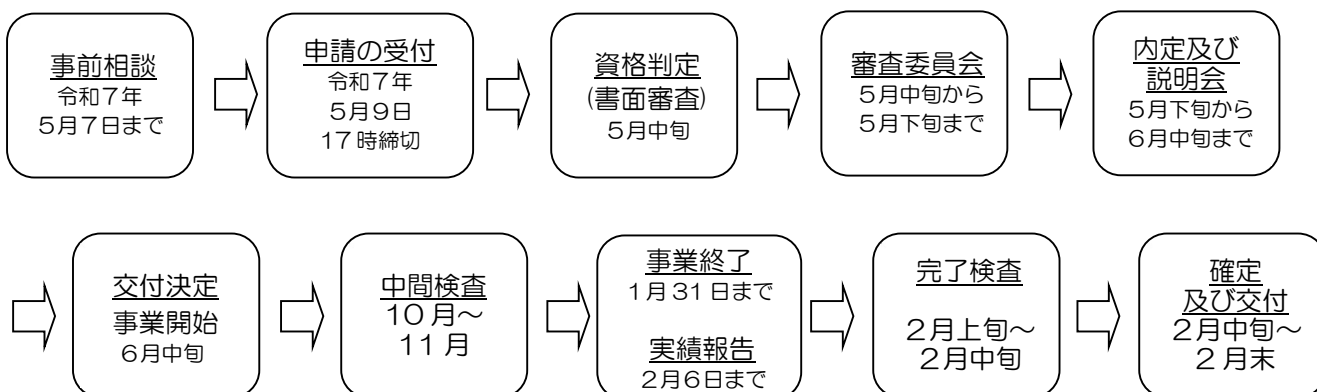 事前相談
令和７年
５月７日まで
申請の受付
令和７年
５月９日
17時締切
資格判定
(書面審査)
５月中旬
審査委員会
５月中旬から
５月下旬まで
内定及び
説明会
５月下旬から
６月中旬まで
交付決定
事業開始
６月中旬
中間検査
10月～
11月
事業終了
１月31日まで
実績報告
２月６日まで
完了検査
２月上旬～
２月中旬
確定
及び交付
２月中旬～
２月末